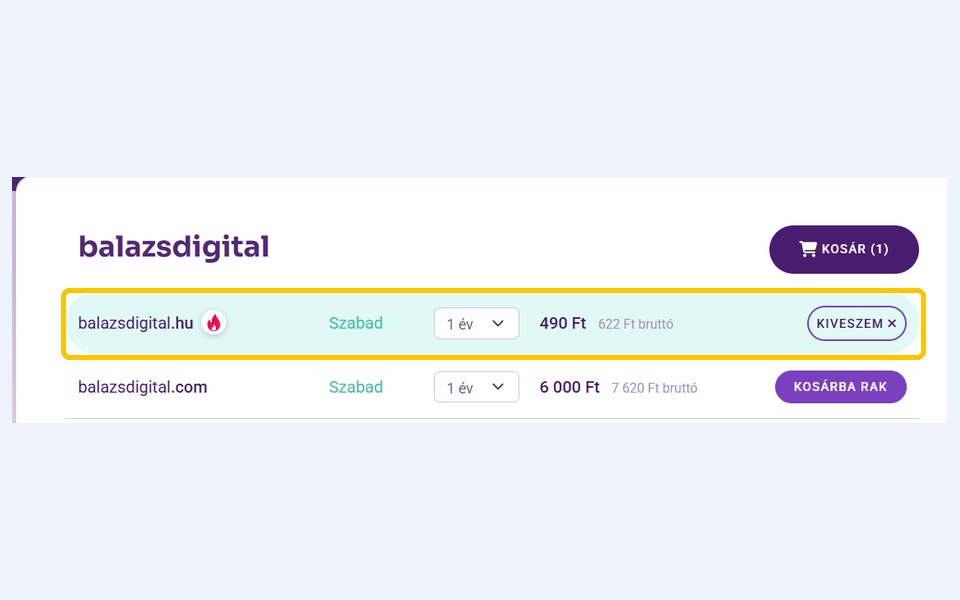 balazsdigital
KOSÁR (1)
balazsdigital.hu Szabad 1 év 490 Ft 622 Ft bruttó KIVESZEM ×
balazsdigital.com Szabad 1 év 6 000 Ft 7 620 Ft bruttó KOSÁRBA RAK